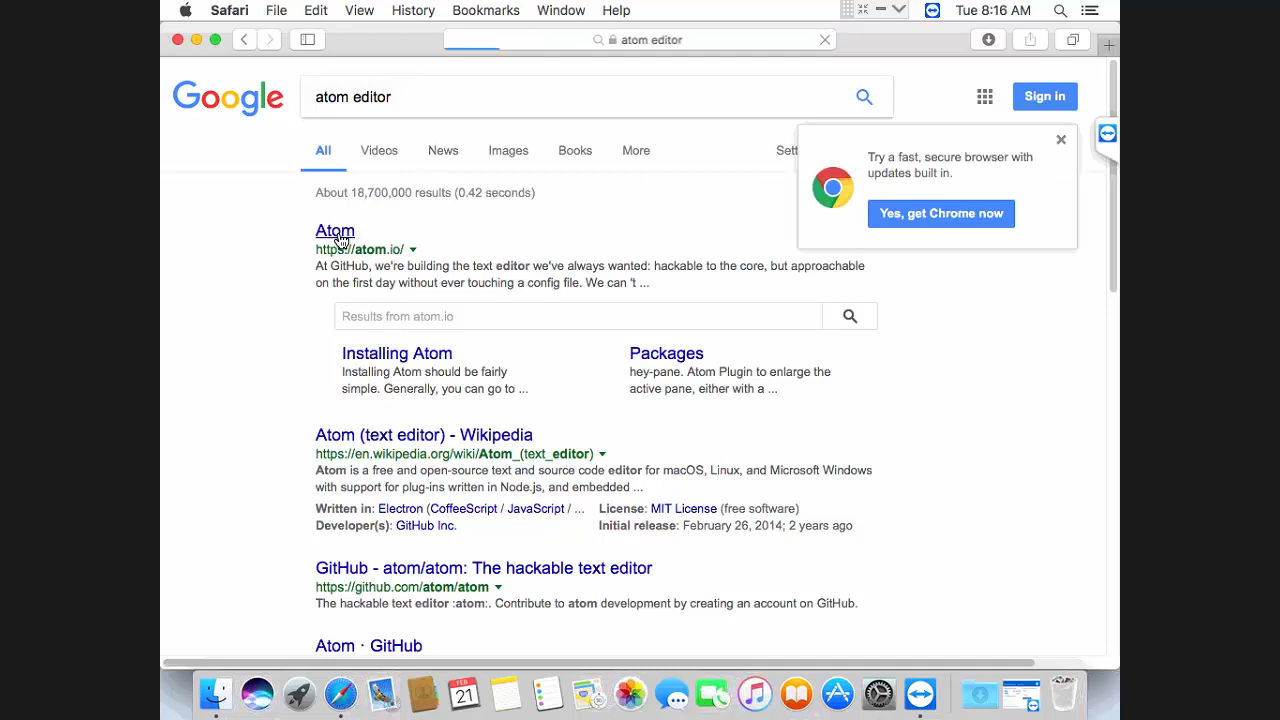 Safari File Edit View History Bookmarks Window Help Tue 8:16 AM
atom editor
Google atom editor Sign in
All Videos News Images Books More Sett
Try a fast, secure browser with
updates built in.
Yes, get Chrome now
About 18,700,000 results (0.42 seconds)
Atom
https://atom.io/
At GitHub, we're building the text editor we've always wanted: hackable to the core, but approachable
on the first day without ever touching a config file. We can 't ...
Results from atom.io
Installing Atom
Installing Atom should be fairly
simple. Generally, you can go to ...
Packages
hey-pane. Atom Plugin to enlarge the
active pane, either with a ...
Atom (text editor) - Wikipedia
https://en.wikipedia.org/wiki/Atom_(text_editor)
Atom is a free and open-source text and source code editor for macOS, Linux, and Microsoft Windows
with support for plug-ins written in Node.js, and embedded ...
Written in: Electron (CoffeeScript / JavaScript / ... License: MIT License (free software)
Developer(s): GitHub Inc. Initial release: February 26, 2014; 2 years ago
GitHub - atom/atom: The hackable text editor
https://github.com/atom/atom
The hackable text editor :atom:. Contribute to atom development by creating an account on GitHub.
Atom · GitHub
FEB
21